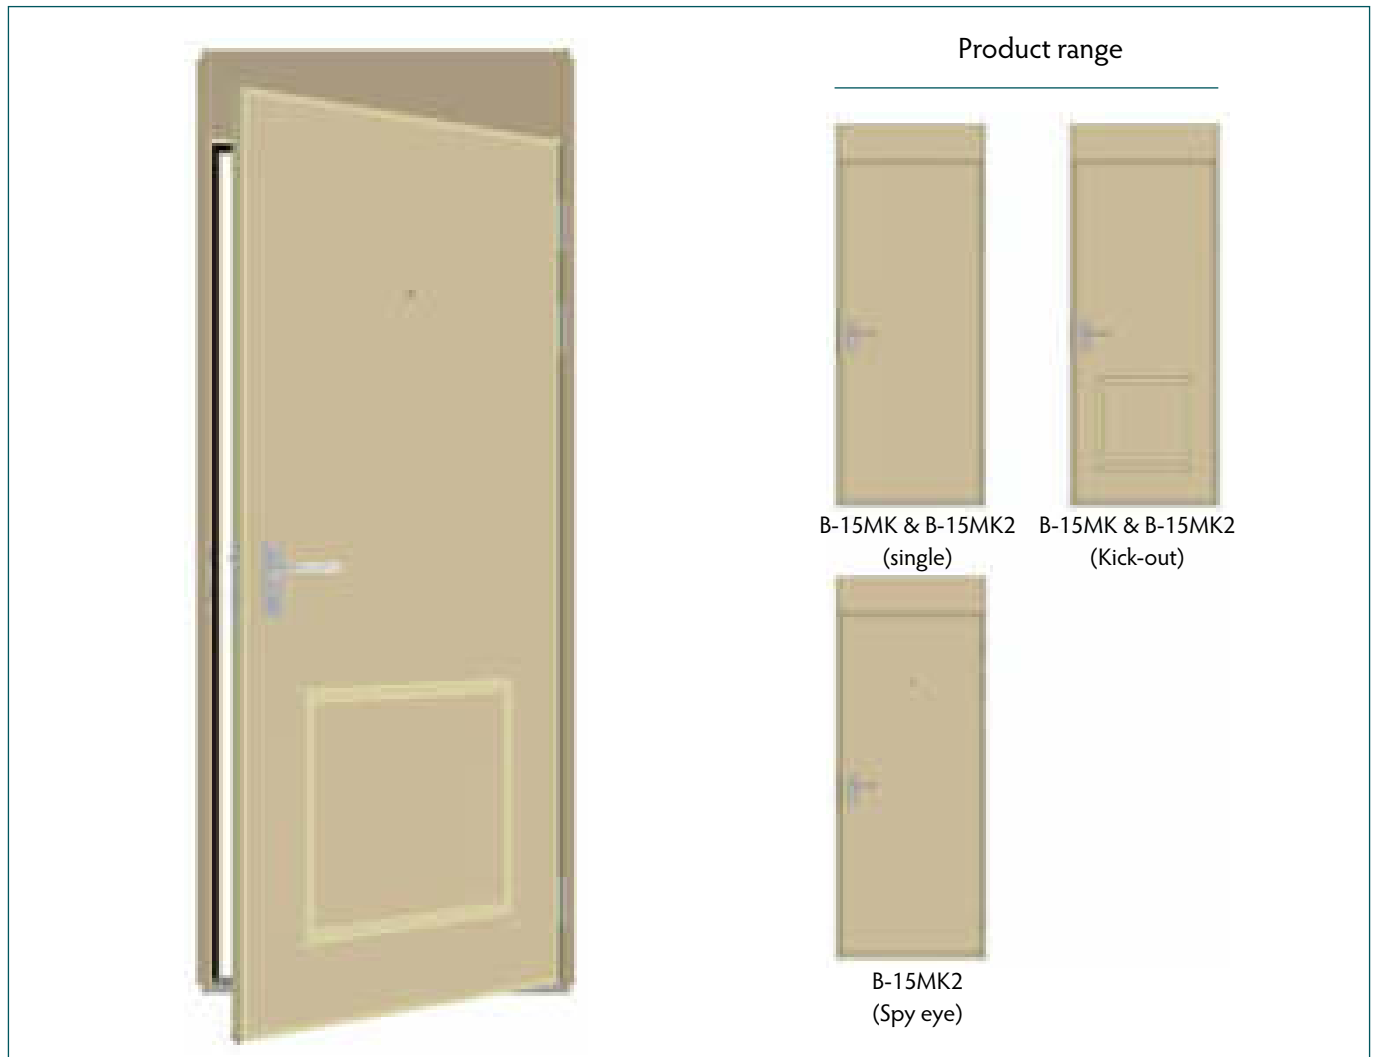 Product range
B-15MK & B-15MK2
(single)
B-15MK & B-15MK2
(Kick-out)
B-15MK2
(Spy eye)